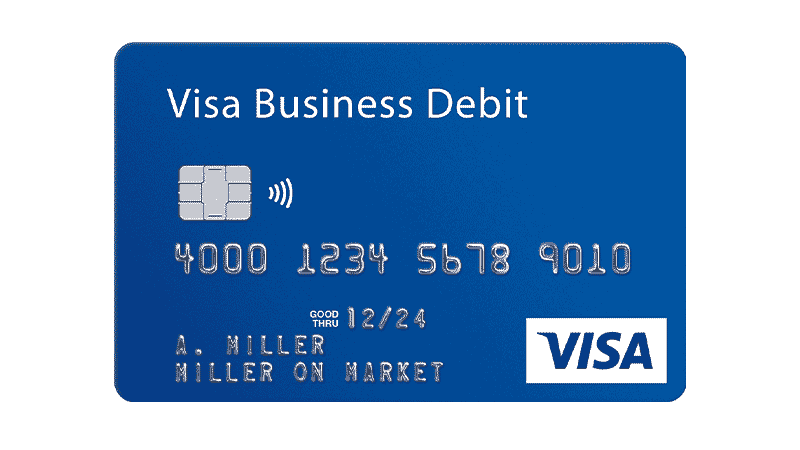 Visa Business Debit
4000 1234 5678 9010
GOOD
THRU 12/24
A. MILLER
MILLER ON MARKET
VISA